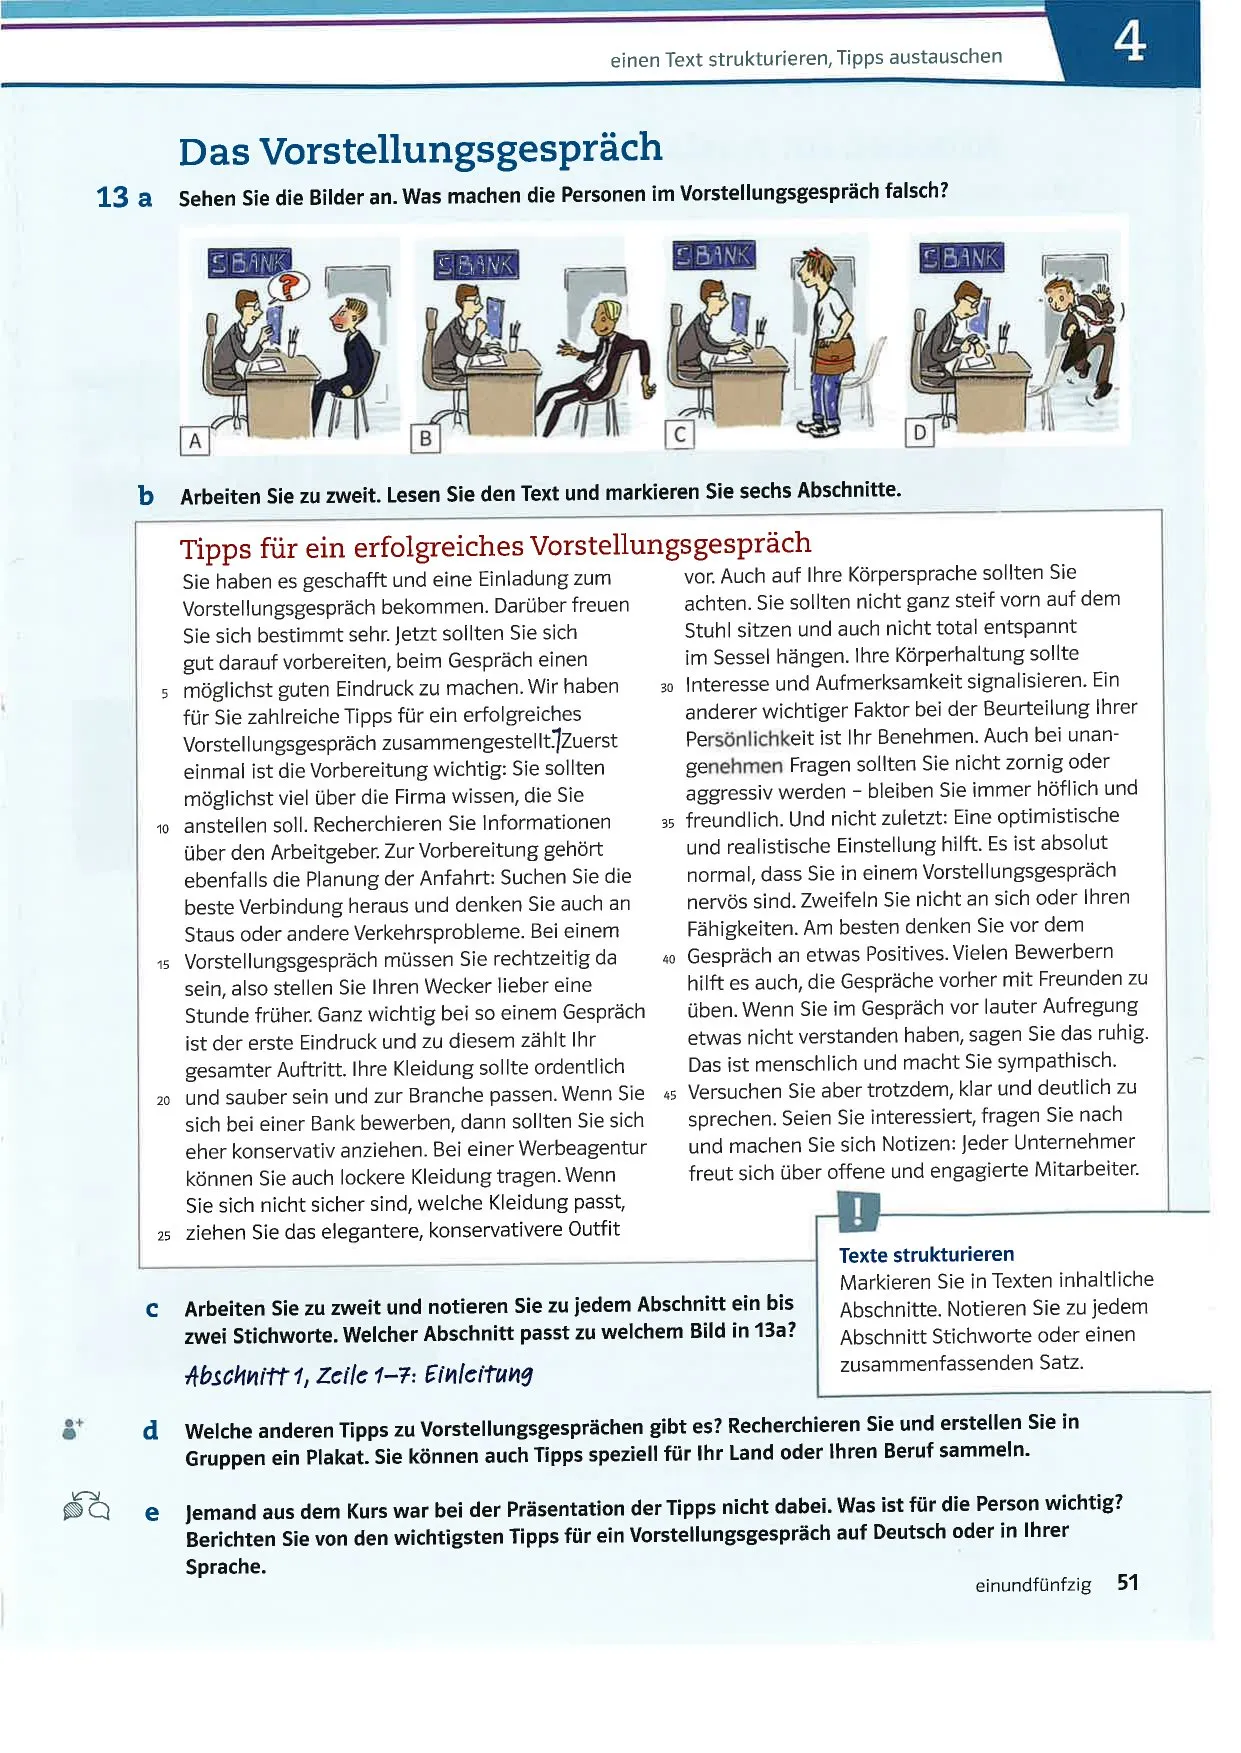 einen Text strukturieren, Tipps austauschen
4
Das Vorstellungsgespräch
13 a Sehen Sie die Bilder an. Was machen die Personen im Vorstellungsgespräch falsch?
S BANK
?
S BANK
S BANK
S BANK
A
B
C
D
b Arbeiten Sie zu zweit. Lesen Sie den Text und markieren Sie sechs Abschnitte.
Tipps für ein erfolgreiches Vorstellungsgespräch
Sie haben es geschafft und eine Einladung zum
Vorstellungsgespräch bekommen. Darüber freuen
Sie sich bestimmt sehr. Jetzt sollten Sie sich
gut darauf vorbereiten, beim Gespräch einen
5 möglichst guten Eindruck zu machen. Wir haben
für Sie zahlreiche Tipps für ein erfolgreiches
Vorstellungsgespräch zusammengestellt.Zuerst
einmal ist die Vorbereitung wichtig: Sie sollten
möglichst viel über die Firma wissen, die Sie
10 anstellen soll. Recherchieren Sie Informationen
über den Arbeitgeber. Zur Vorbereitung gehört
ebenfalls die Planung der Anfahrt: Suchen Sie die
beste Verbindung heraus und denken Sie auch an
Staus oder andere Verkehrsprobleme. Bei einem
15 Vorstellungsgespräch müssen Sie rechtzeitig da
sein, also stellen Sie Ihren Wecker lieber eine
Stunde früher. Ganz wichtig bei so einem Gespräch
ist der erste Eindruck und zu diesem zählt Ihr
gesamter Auftritt. Ihre Kleidung sollte ordentlich
20 und sauber sein und zur Branche passen. Wenn Sie
sich bei einer Bank bewerben, dann sollten Sie sich
eher konservativ anziehen. Bei einer Werbeagentur
können Sie auch lockere Kleidung tragen. Wenn
Sie sich nicht sicher sind, welche Kleidung passt,
25 ziehen Sie das elegantere, konservativere Outfit
vor. Auch auf Ihre Körpersprache sollten Sie
achten. Sie sollten nicht ganz steif vorn auf dem
Stuhl sitzen und auch nicht total entspannt
im Sessel hängen. Ihre Körperhaltung sollte
30 Interesse und Aufmerksamkeit signalisieren. Ein
anderer wichtiger Faktor bei der Beurteilung Ihrer
Persönlichkeit ist Ihr Benehmen. Auch bei unan-
genehmen Fragen sollten Sie nicht zornig oder
aggressiv werden – bleiben Sie immer höflich und
35 freundlich. Und nicht zuletzt: Eine optimistische
und realistische Einstellung hilft. Es ist absolut
normal, dass Sie in einem Vorstellungsgespräch
nervös sind. Zweifeln Sie nicht an sich oder Ihren
Fähigkeiten. Am besten denken Sie vor dem
40 Gespräch an etwas Positives. Vielen Bewerbern
hilft es auch, die Gespräche vorher mit Freunden zu
üben. Wenn Sie im Gespräch vor lauter Aufregung
etwas nicht verstanden haben, sagen Sie das ruhig.
Das ist menschlich und macht Sie sympathisch.
45 Versuchen Sie aber trotzdem, klar und deutlich zu
sprechen. Seien Sie interessiert, fragen Sie nach
und machen Sie sich Notizen: Jeder Unternehmer
freut sich über offene und engagierte Mitarbeiter.
!
Texte strukturieren
Markieren Sie in Texten inhaltliche
Abschnitte. Notieren Sie zu jedem
Abschnitt Stichworte oder einen
zusammenfassenden Satz.
c Arbeiten Sie zu zweit und notieren Sie zu jedem Abschnitt ein bis
zwei Stichworte. Welcher Abschnitt passt zu welchem Bild in 13a?
Abschnitt 1, Zeile 1–7: Einleitung
d Welche anderen Tipps zu Vorstellungsgesprächen gibt es? Recherchieren Sie und erstellen Sie in
Gruppen ein Plakat. Sie können auch Tipps speziell für Ihr Land oder Ihren Beruf sammeln.
e Jemand aus dem Kurs war bei der Präsentation der Tipps nicht dabei. Was ist für die Person wichtig?
Berichten Sie von den wichtigsten Tipps für ein Vorstellungsgespräch auf Deutsch oder in Ihrer
Sprache.
einundfünfzig 51